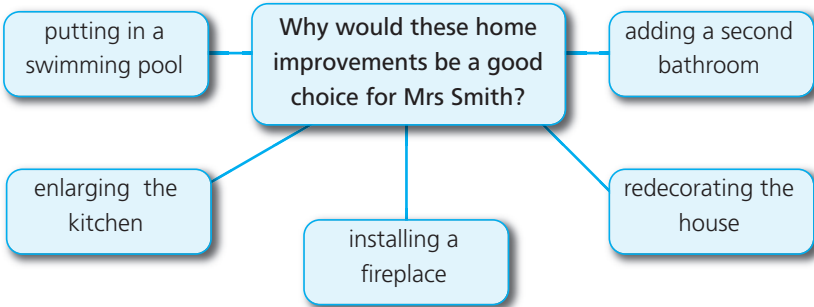 putting in a
swimming pool
Why would these home
improvements be a good
choice for Mrs Smith?
adding a second
bathroom
enlarging the
kitchen
installing a
fireplace
redecorating the
house